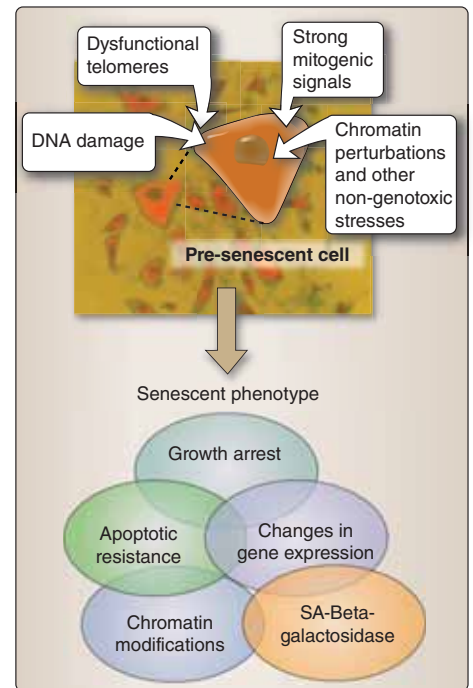 Dysfunctional
telomeres
Strong
mitogenic
signals
DNA damage
Chromatin
perturbations
and other
non-genotoxic
stresses
Pre-senescent cell
Senescent phenotype
Growth arrest
Apoptotic
resistance
Changes in
gene expression
Chromatin
modifications
SA-Beta-
galactosidase